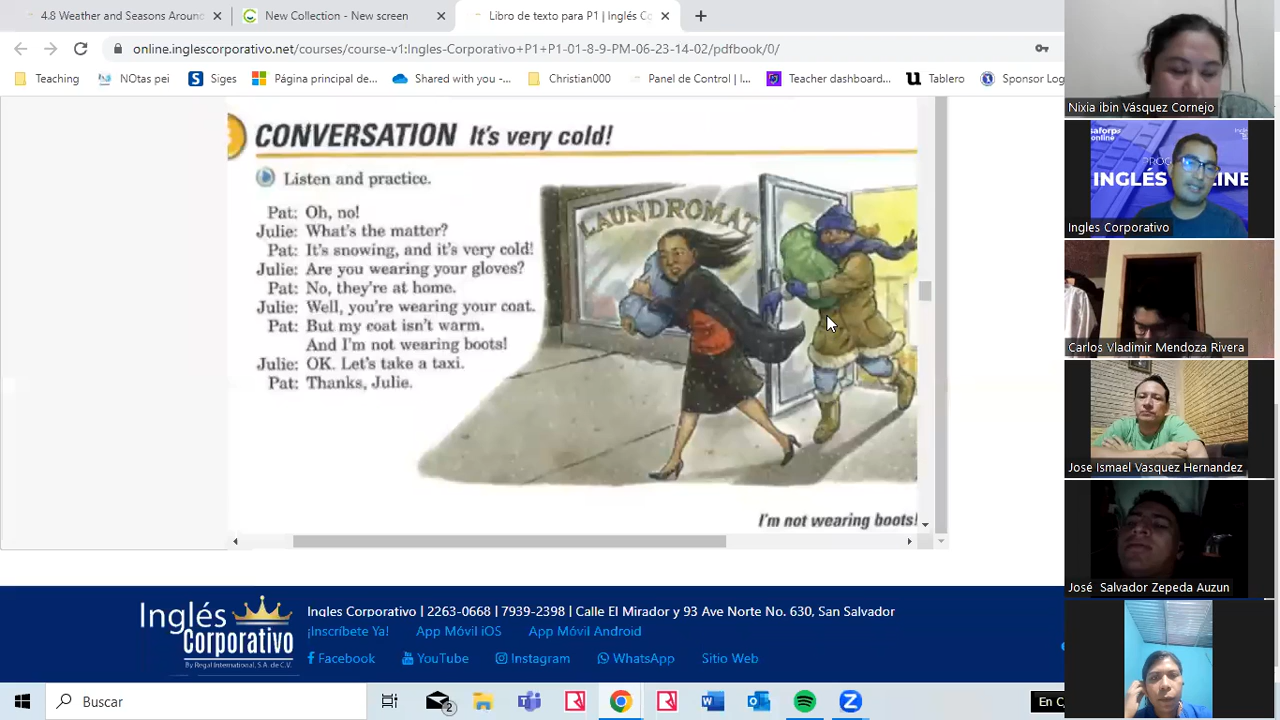 4.8 Weather and Seasons Around
New Collection - New screen
Libro de texto para P1 | Inglés Co
online.inglescorporativo.net/courses/course-v1:Ingles-Corporativo+P1+P1-01-8-9-PM-06-23-14-02/pdfbook/0/
Teaching
NOtas pei
Siges
Página principal de...
Shared with you -...
Christian000
Panel de Control | I...
Teacher dashboard...
Tablero
Sponsor Log
CONVERSATION It's very cold!
Listen and practice.
Pat: Oh, no!
Julie: What's the matter?
Pat: It's snowing, and it's very cold!
Julie: Are you wearing your gloves?
Pat: No, they're at home.
Julie: Well, you're wearing your coat.
Pat: But my coat isn't warm.
And I'm not wearing boots!
Julie: OK. Let's take a taxi.
Pat: Thanks, Julie.
LAUNDROMAT
I'm not wearing boots!
Inglés Corporativo
By Regal International, S.A. de C.V.
Ingles Corporativo | 2263-0668 | 7939-2398 | Calle El Mirador y 93 Ave Norte No. 630, San Salvador
¡Inscríbete Ya!
App Móvil iOS
App Móvil Android
Facebook
YouTube
Instagram
WhatsApp
Sitio Web
Buscar
2
En C
Nixia ibin Vásquez Cornejo
INGLÉS
Ingles Corporativo
Carlos Vladimir Mendoza Rivera
Jose Ismael Vasquez Hernandez
José Salvador Zepeda Auzun